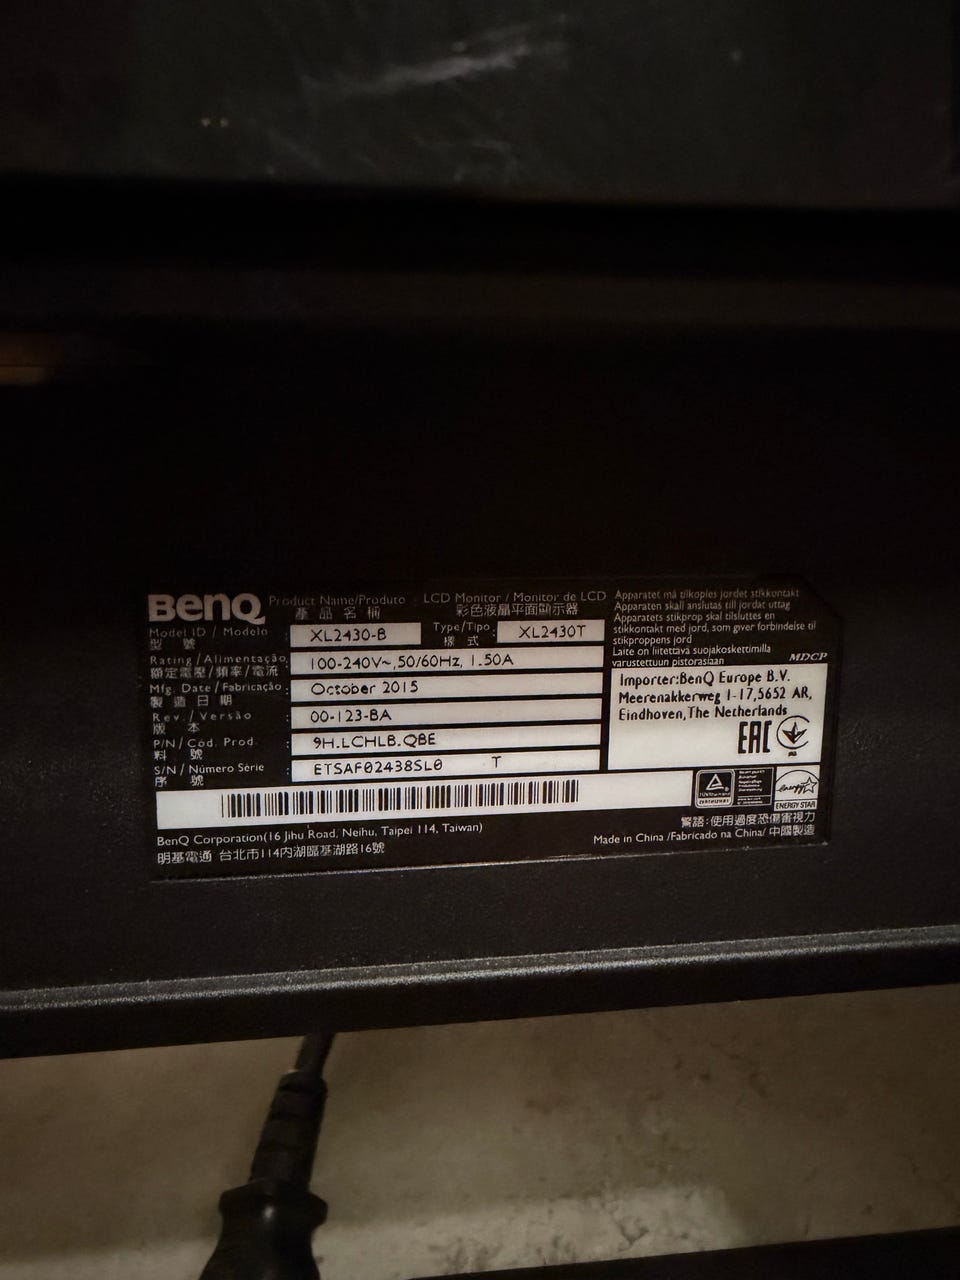 BenQ
Product Name/Produto : LCD Monitor / Monitor de LCD
產 品 名 稱 彩色液晶平面顯示器
Model ID / Modelo : XL2430-B Type/Tipo : XL2430T
型 號 樣 式
Rating / Alimentação : 100-240V~,50/60Hz, 1.50A
額定電壓/頻率/電流
Mfg. Date / Fabricação : October 2015
製 造 日 期
Rev. / Versão : 00-123-BA
版 本
P/N / Cód. Prod. : 9H.LCHLB.QBE
料 號
S/N / Número Série : ETSAF02438SL0 T
序 號
BenQ Corporation(16 Jihu Road, Neihu, Taipei 114, Taiwan)
明基電通 台北市114內湖區基湖路16號
Apparatet må tilkoples jordet stikkontakt
Apparaten skall anslutas till jordat uttag
Apparatets stikprop skal tilsluttes en
stikkontakt med jord, som giver forbindelse til
stikproppens jord
Laite on liitettävä suojakoskettimilla
varustettuun pistorasiaan
MDCP
Importer:BenQ Europe B.V.
Meerenakkerweg 1-17,5652 AR,
Eindhoven,The Netherlands
EAC
energy
ENERGY STAR
警語:使用過度恐傷害視力
Made in China /Fabricado na China/ 中國製造